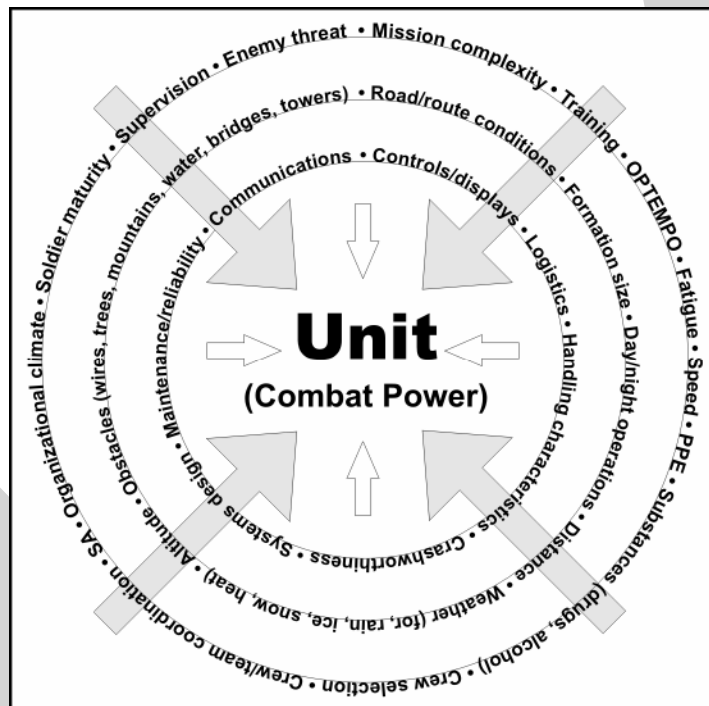 Mission complexity • Training • OPTEMPO • Fatigue • Speed • PPE • Substances (drugs, alcohol) • Crew selection • Crew/team coordination • SA • Organizational climate • Soldier maturity • Supervision • Enemy threat •
Road/route conditions • Formation size • Day/night operations • Distance • Weather (for, rain, ice, snow, heat) • Altitude • Obstacles (wires, trees, mountains, water, bridges, towers) •
Controls/displays • Logistics • Handling characteristics • Crashworthiness • Systems design • Maintenance/reliability • Communications •
Unit
(Combat Power)